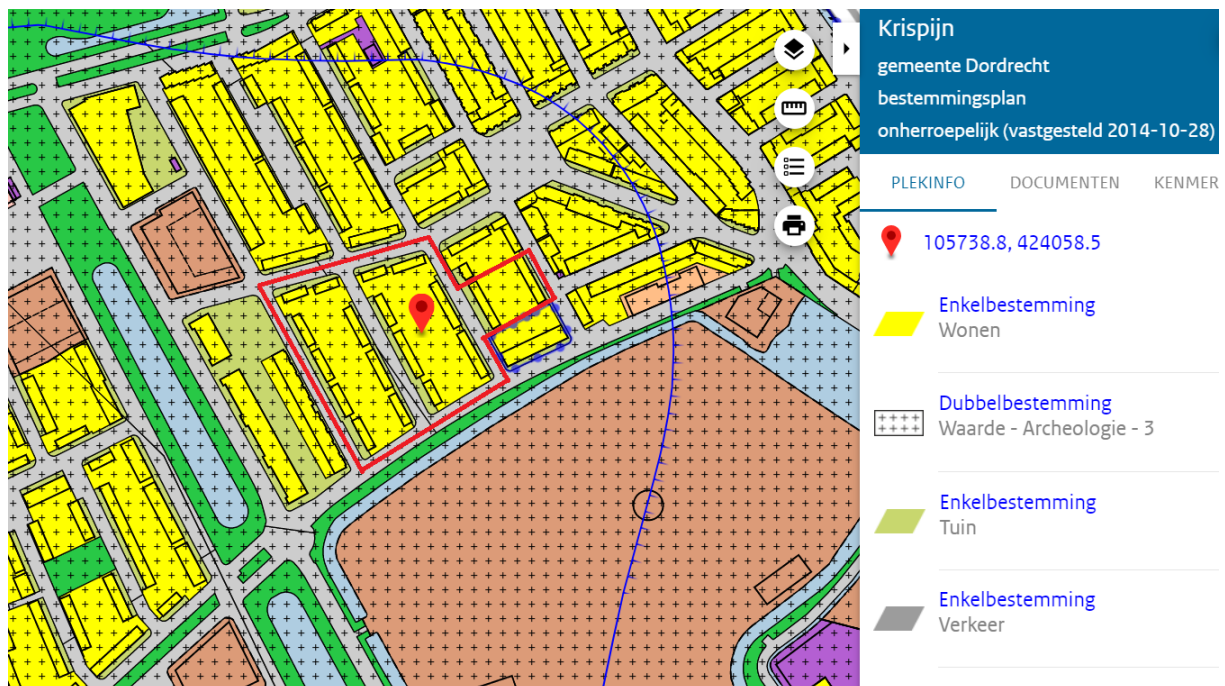 Krispijn
gemeente Dordrecht
bestemmingsplan
onherroepelijk (vastgesteld 2014-10-28)
PLEKINFO DOCUMENTEN KENMER
105738.8, 424058.5
Enkelbestemming
Wonen
Dubbelbestemming
Waarde - Archeologie - 3
Enkelbestemming
Tuin
Enkelbestemming
Verkeer